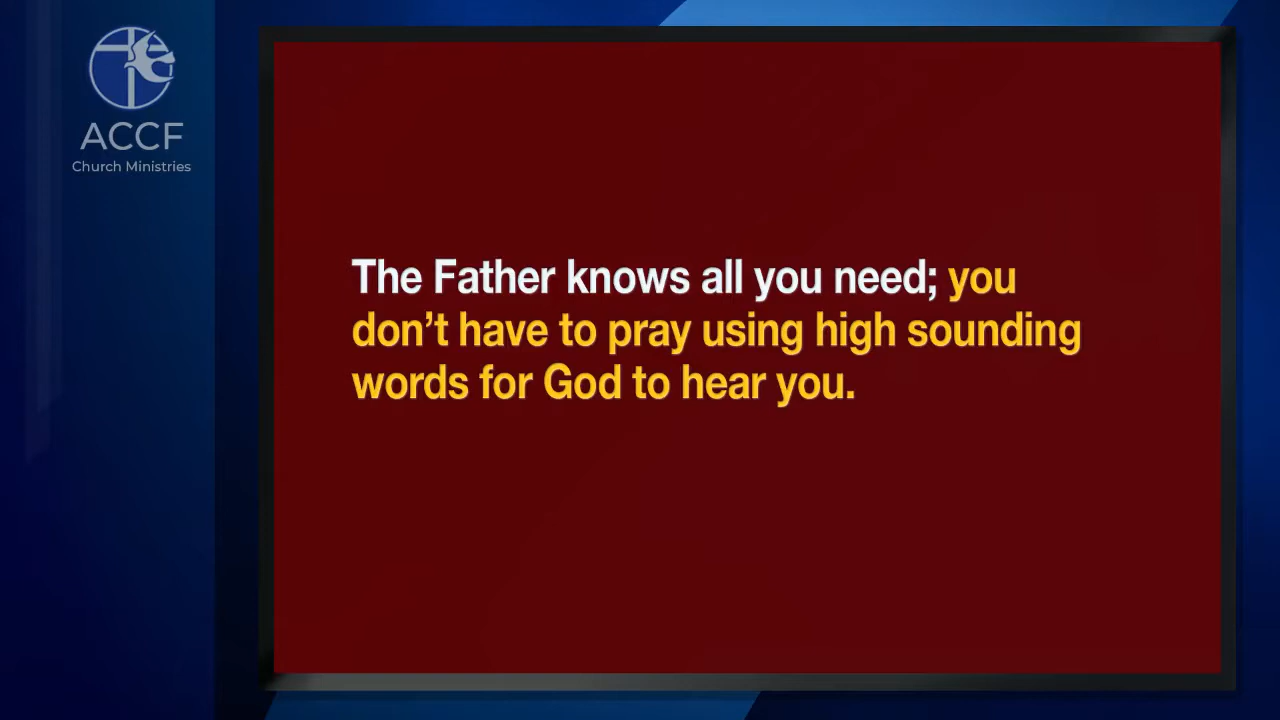 ACCF
Church Ministries
The Father knows all you need; you
don’t have to pray using high sounding
words for God to hear you.